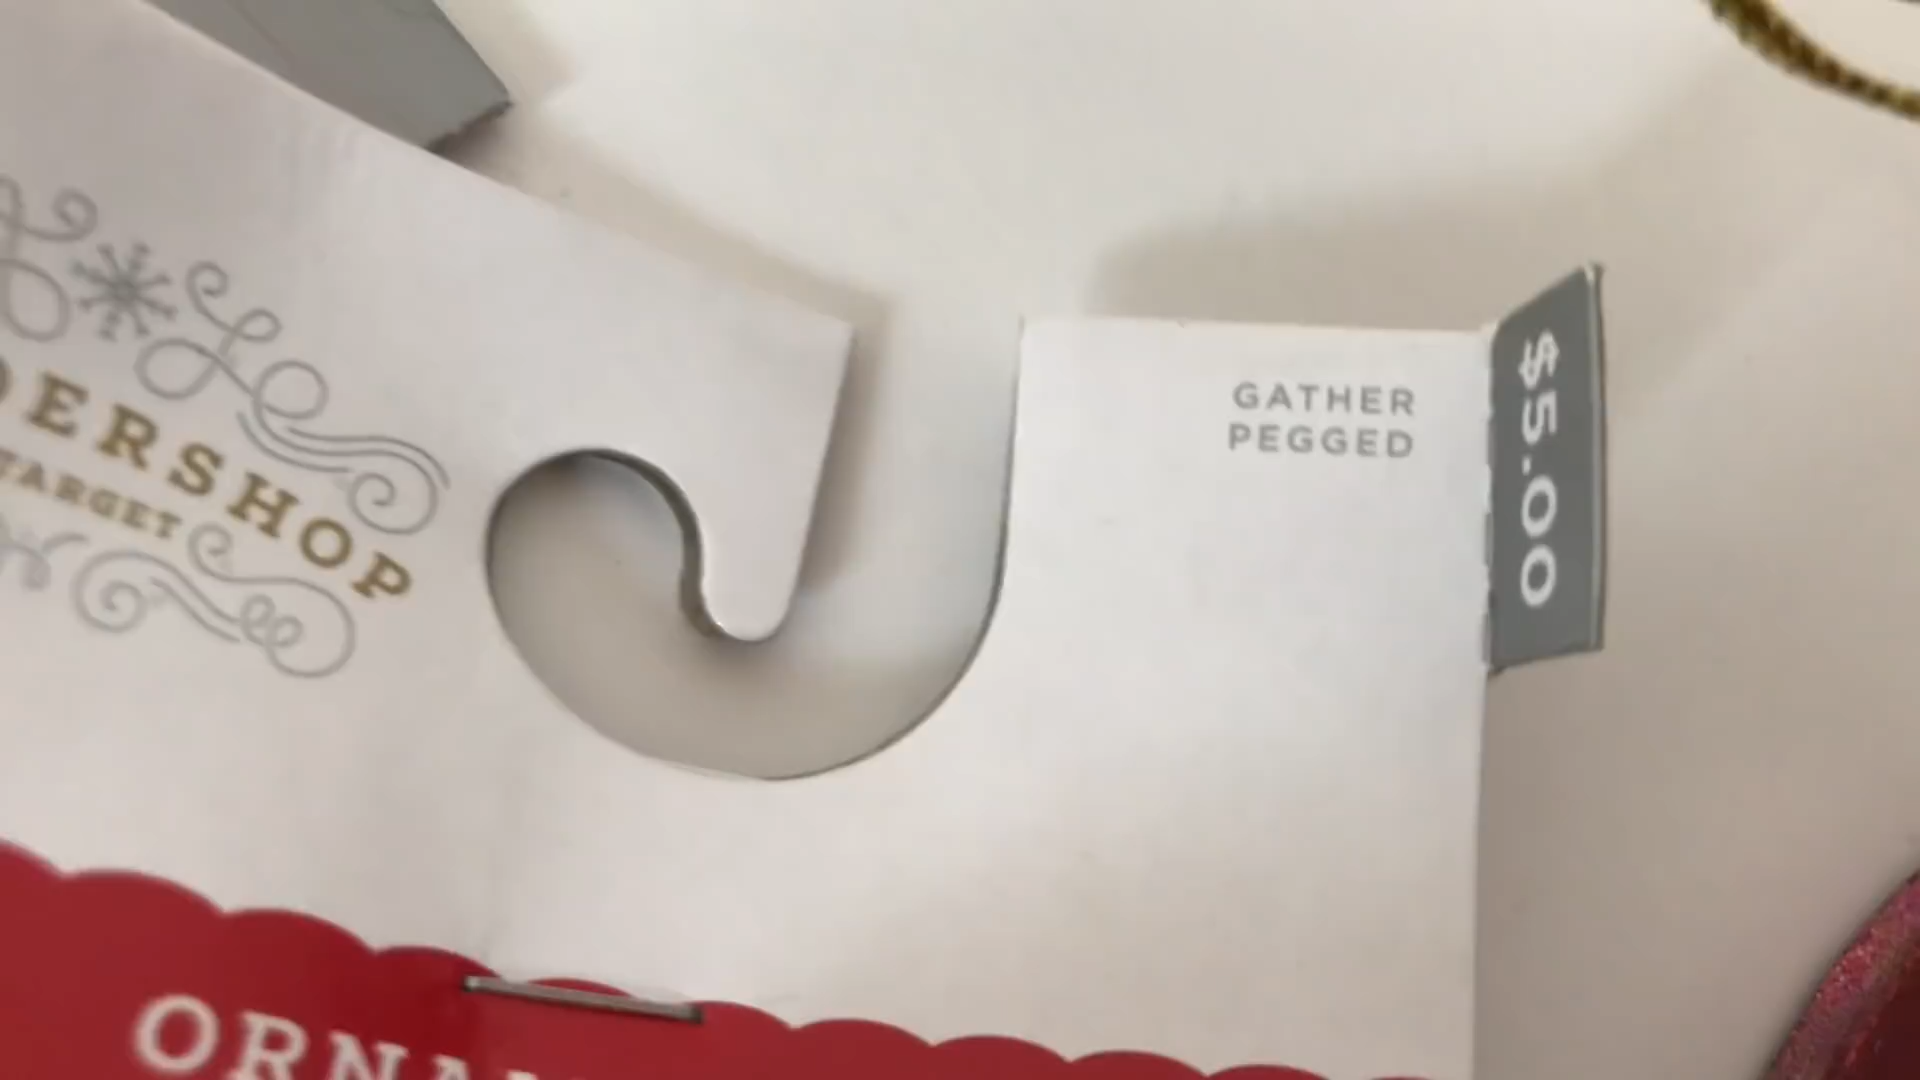 DERSHOP
TARGET
GATHER
PEGGED
$5.00
ORNA